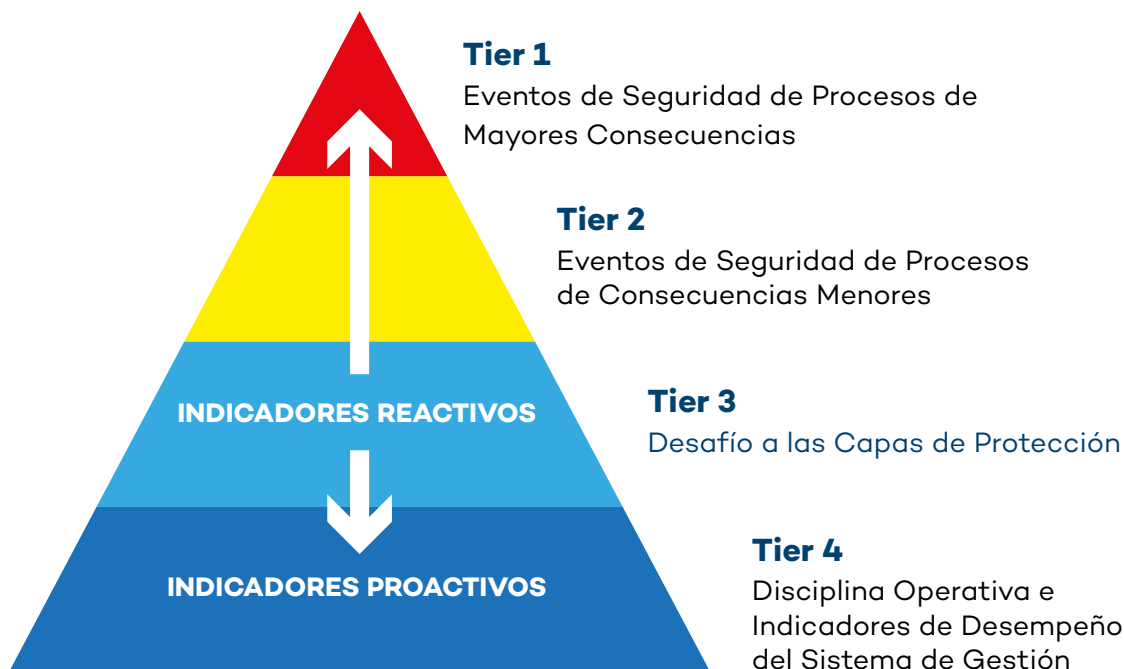 Tier 1
Eventos de Seguridad de Procesos de
Mayores Consecuencias
Tier 2
Eventos de Seguridad de Procesos
de Consecuencias Menores
INDICADORES REACTIVOS
Tier 3
Desafío a las Capas de Protección
INDICADORES PROACTIVOS
Tier 4
Disciplina Operativa e
Indicadores de Desempeño
del Sistema de Gestión